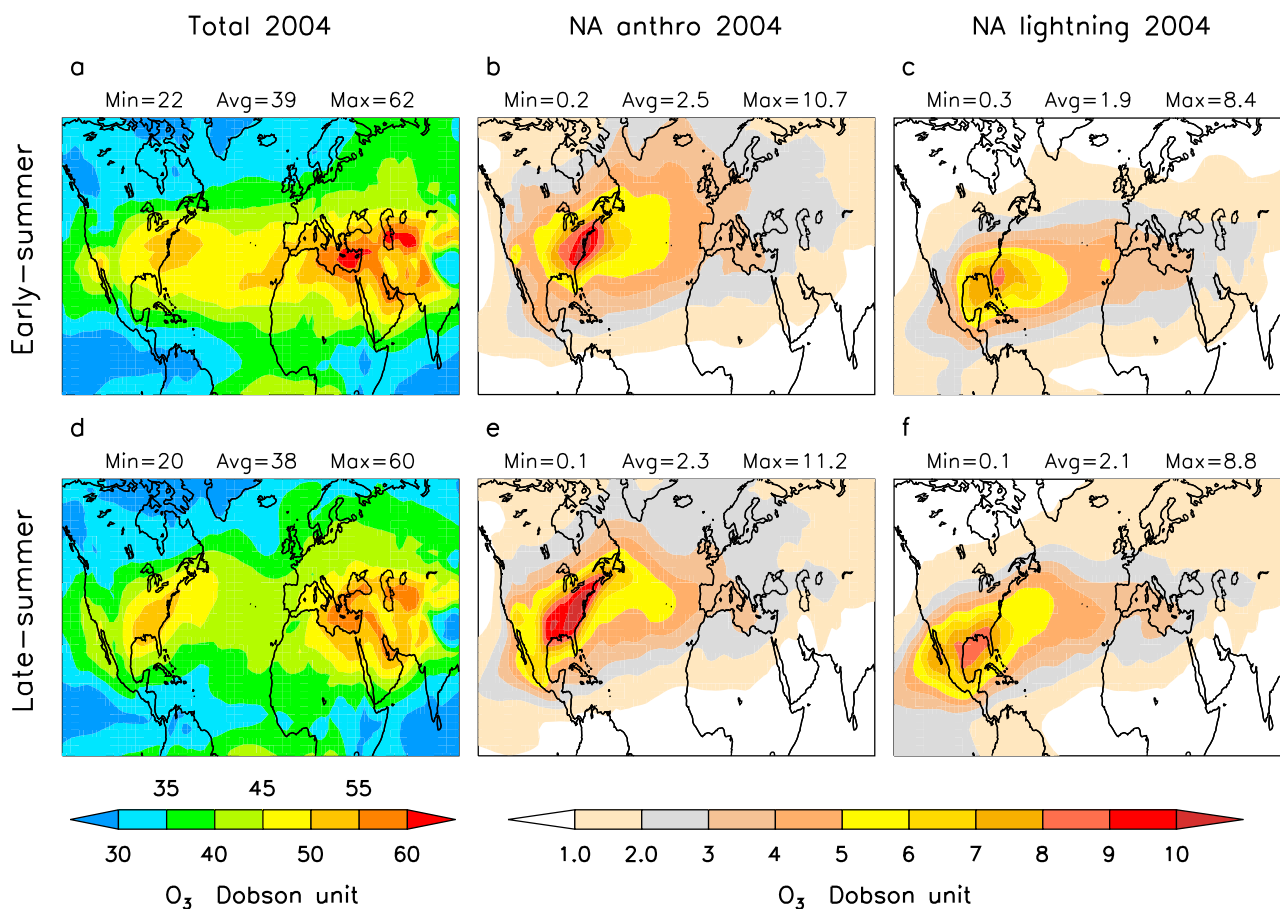 Total 2004 NA anthro 2004 NA lightning 2004
a b c
Min=22 Avg=39 Max=62 Min=0.2 Avg=2.5 Max=10.7 Min=0.3 Avg=1.9 Max=8.4
Early-summer
d e f
Min=20 Avg=38 Max=60 Min=0.1 Avg=2.3 Max=11.2 Min=0.1 Avg=2.1 Max=8.8
Late-summer
35 45 55
30 40 50 60 1.0 2.0 3 4 5 6 7 8 9 10
O₃ Dobson unit O₃ Dobson unit